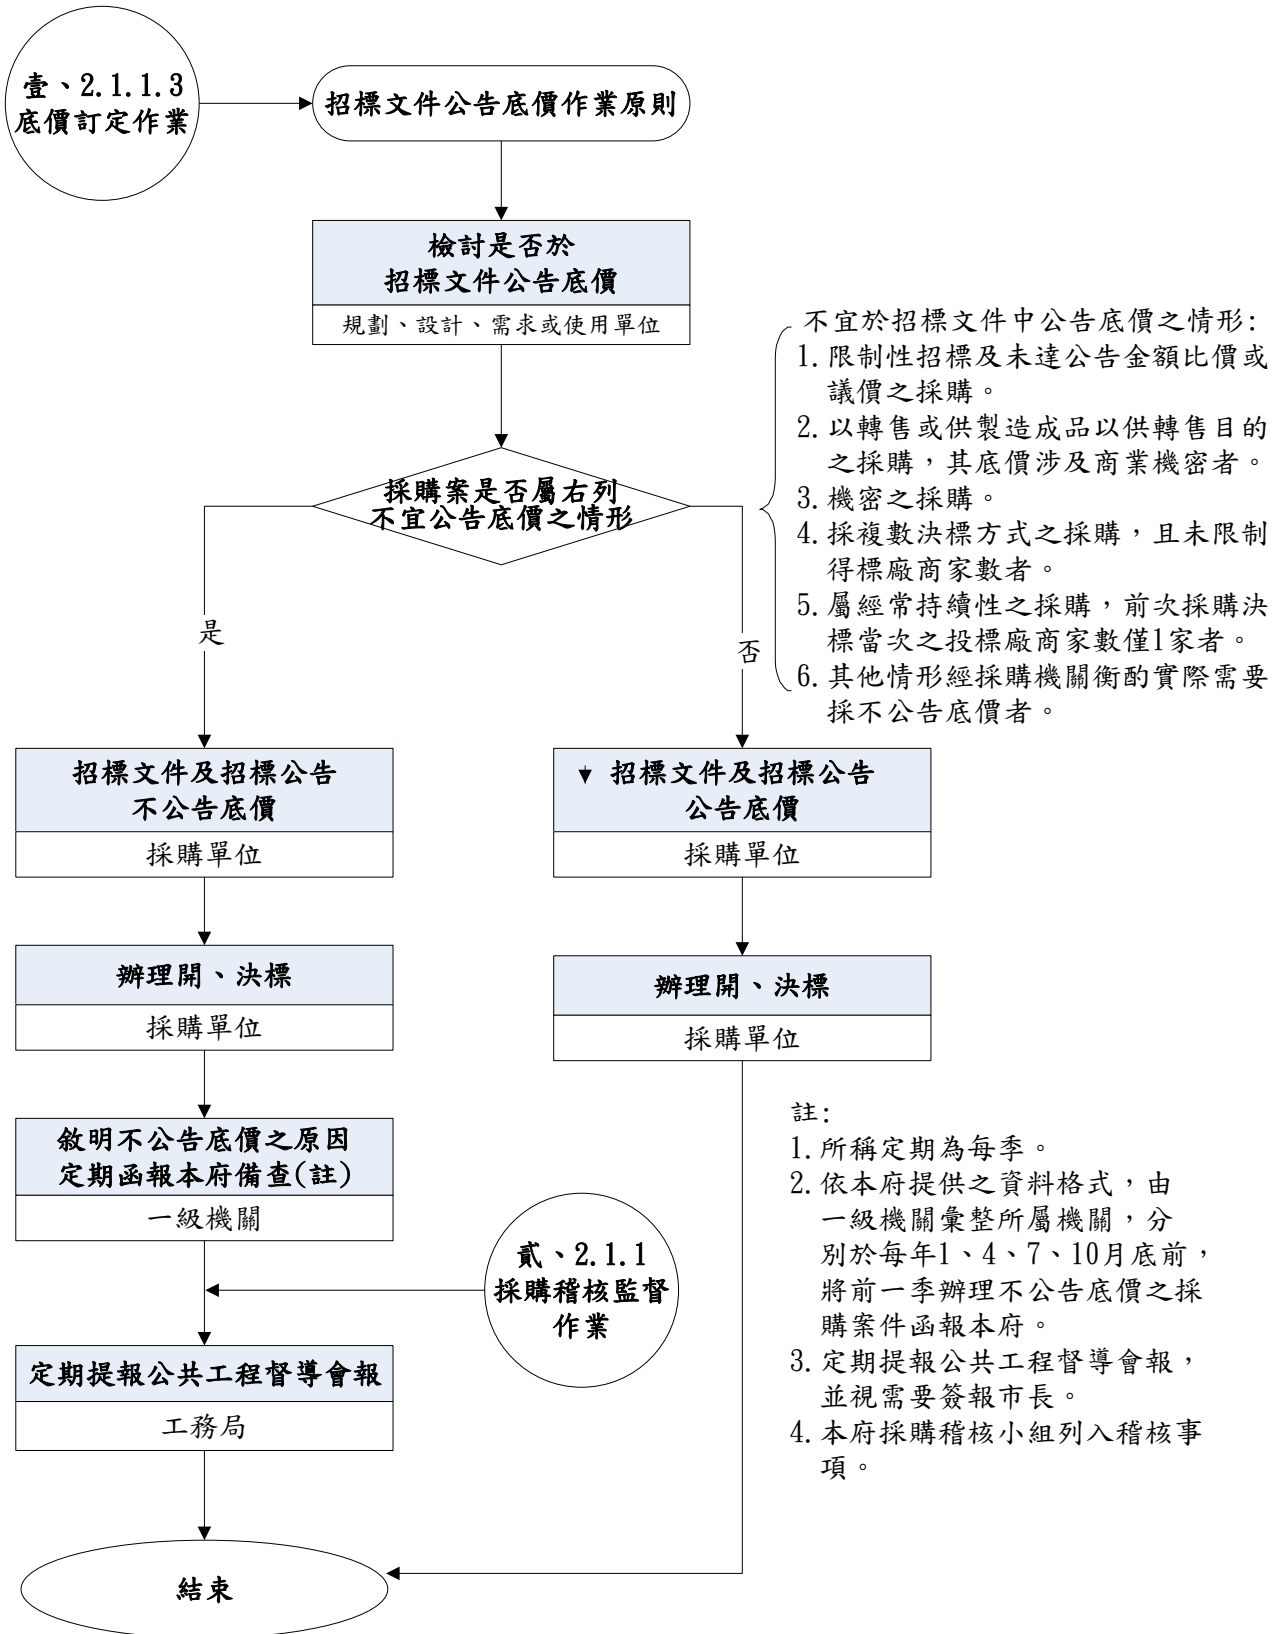 壹、2.1.1.3
底價訂定作業
招標文件公告底價作業原則
檢討是否於
招標文件公告底價
規劃、設計、需求或使用單位
採購案是否屬右列
不宜公告底價之情形
不宜於招標文件中公告底價之情形:
1.限制性招標及未達公告金額比價或
議價之採購。
2.以轉售或供製造成品以供轉售目的
之採購，其底價涉及商業機密者。
3.機密之採購。
4.採複數決標方式之採購，且未限制
得標廠商家數者。
5.屬經常持續性之採購，前次採購決
標當次之投標廠商家數僅1家者。
6.其他情形經採購機關衡酌實際需要
採不公告底價者。
是
否
招標文件及招標公告
不公告底價
採購單位
招標文件及招標公告
公告底價
採購單位
辦理開、決標
採購單位
辦理開、決標
採購單位
敘明不公告底價之原因
定期函報本府備查(註)
一級機關
貳、2.1.1
採購稽核監督
作業
定期提報公共工程督導會報
工務局
結束
註:
1.所稱定期為每季。
2.依本府提供之資料格式，由
一級機關彙整所屬機關，分
別於每年1、4、7、10月底前，
將前一季辦理不公告底價之採
購案件函報本府。
3.定期提報公共工程督導會報，
並視需要簽報市長。
4.本府採購稽核小組列入稽核事
項。